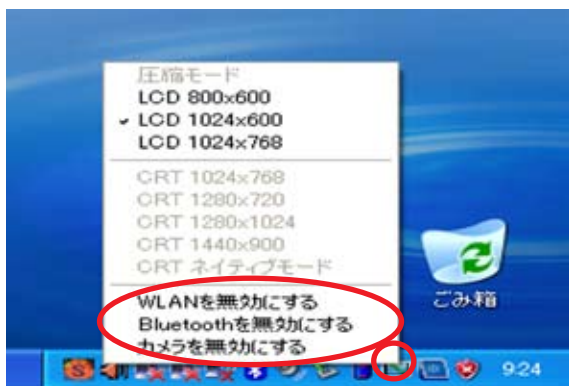 圧縮モード
LCD 800x600
LCD 1024x600
LCD 1024x768
CRT 1024x768
CRT 1280x720
CRT 1280x1024
CRT 1440x900
CRT ネイティブモード
WLANを無効にする
Bluetoothを無効にする
カメラを無効にする
ごみ箱
9:24